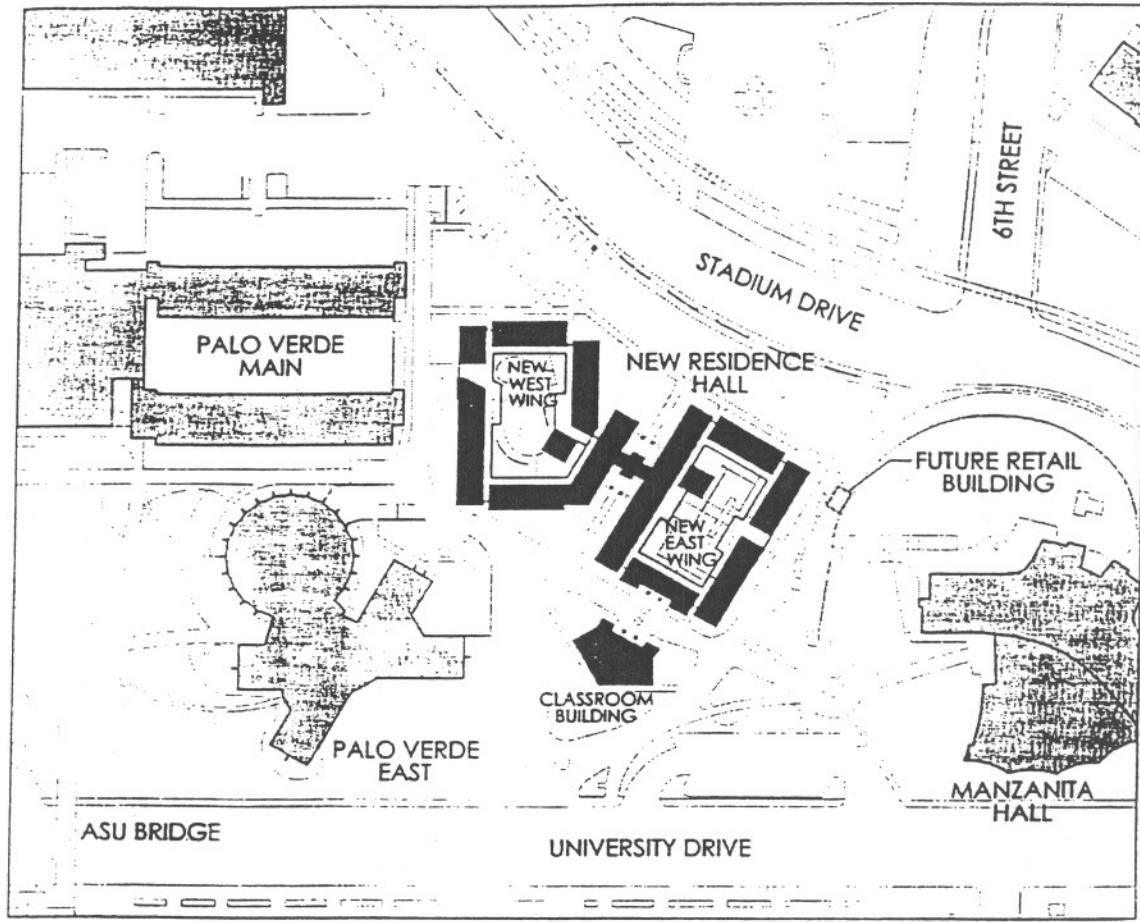 6TH STREET
STADIUM DRIVE
PALO VERDE
MAIN
NEW
WEST
WING
NEW RESIDENCE
HALL
FUTURE RETAIL
BUILDING
NEW
EAST
WING
CLASSROOM
BUILDING
PALO VERDE
EAST
MANZANITA
HALL
ASU BRIDGE
UNIVERSITY DRIVE